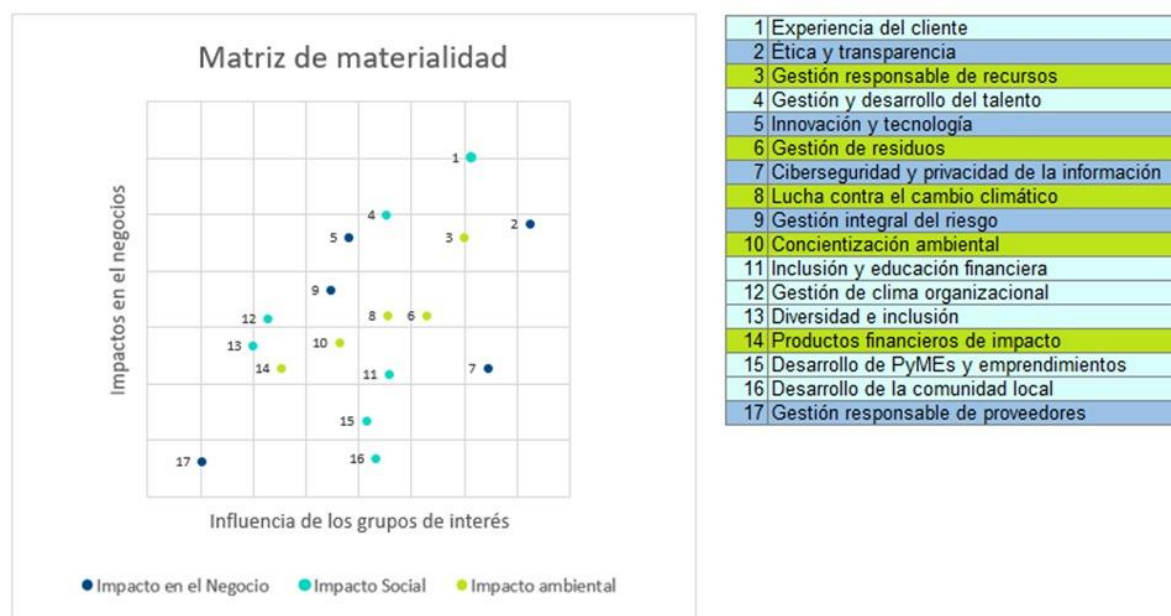 Matriz de materialidad
Impactos en el negocios
1
4
2
5
3
9
12
8
6
13
10
14
11
7
15
17
16
Influencia de los grupos de interés
Impacto en el Negocio
Impacto Social
Impacto ambiental
1 Experiencia del cliente
2 Ética y transparencia
3 Gestión responsable de recursos
4 Gestión y desarrollo del talento
5 Innovación y tecnología
6 Gestión de residuos
7 Ciberseguridad y privacidad de la información
8 Lucha contra el cambio climático
9 Gestión integral del riesgo
10 Concientización ambiental
11 Inclusión y educación financiera
12 Gestión de clima organizacional
13 Diversidad e inclusión
14 Productos financieros de impacto
15 Desarrollo de PyMEs y emprendimientos
16 Desarrollo de la comunidad local
17 Gestión responsable de proveedores